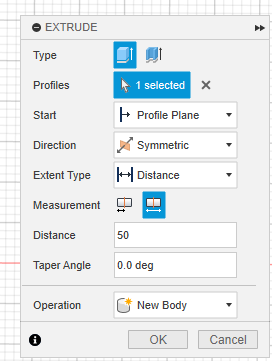 EXTRUDE
Type
Profiles 1 selected
Start Profile Plane
Direction Symmetric
Extent Type Distance
Measurement
Distance 50
Taper Angle 0.0 deg
Operation New Body
OK Cancel